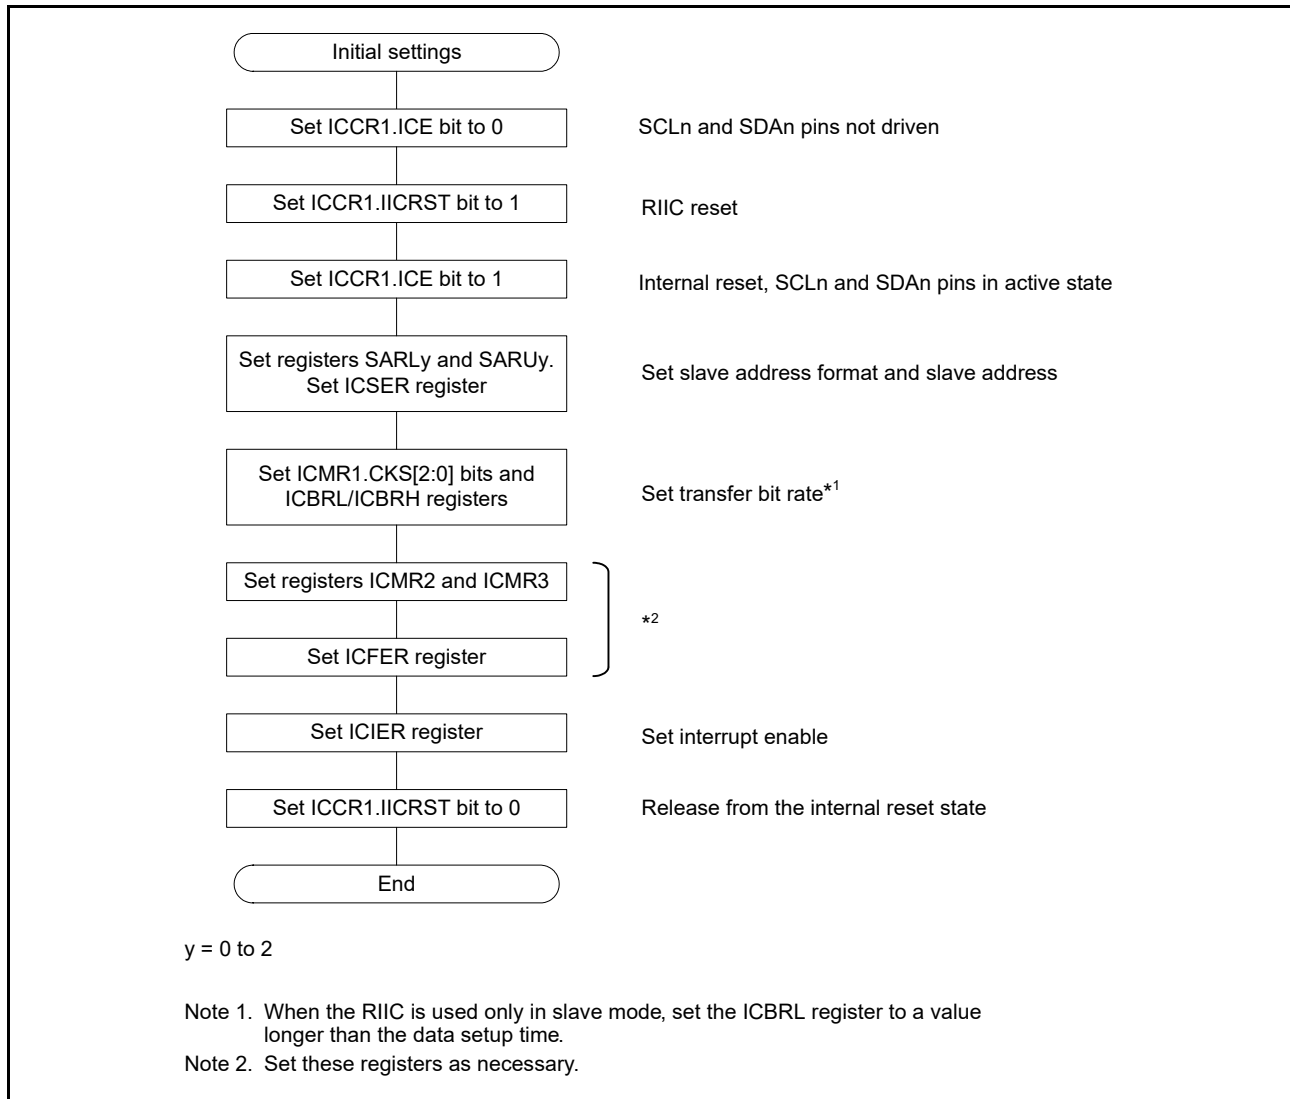 Initial settings
Set ICCR1.ICE bit to 0
SCLn and SDAn pins not driven
Set ICCR1.IICRST bit to 1
RIIC reset
Set ICCR1.ICE bit to 1
Internal reset, SCLn and SDAn pins in active state
Set registers SARLy and SARUy.
Set ICSER register
Set slave address format and slave address
Set ICMR1.CKS[2:0] bits and
ICBRL/ICBRH registers
Set transfer bit rate*1
Set registers ICMR2 and ICMR3
*2
Set ICFER register
Set ICIER register
Set interrupt enable
Set ICCR1.IICRST bit to 0
Release from the internal reset state
End
y = 0 to 2
Note 1. When the RIIC is used only in slave mode, set the ICBRL register to a value
longer than the data setup time.
Note 2. Set these registers as necessary.